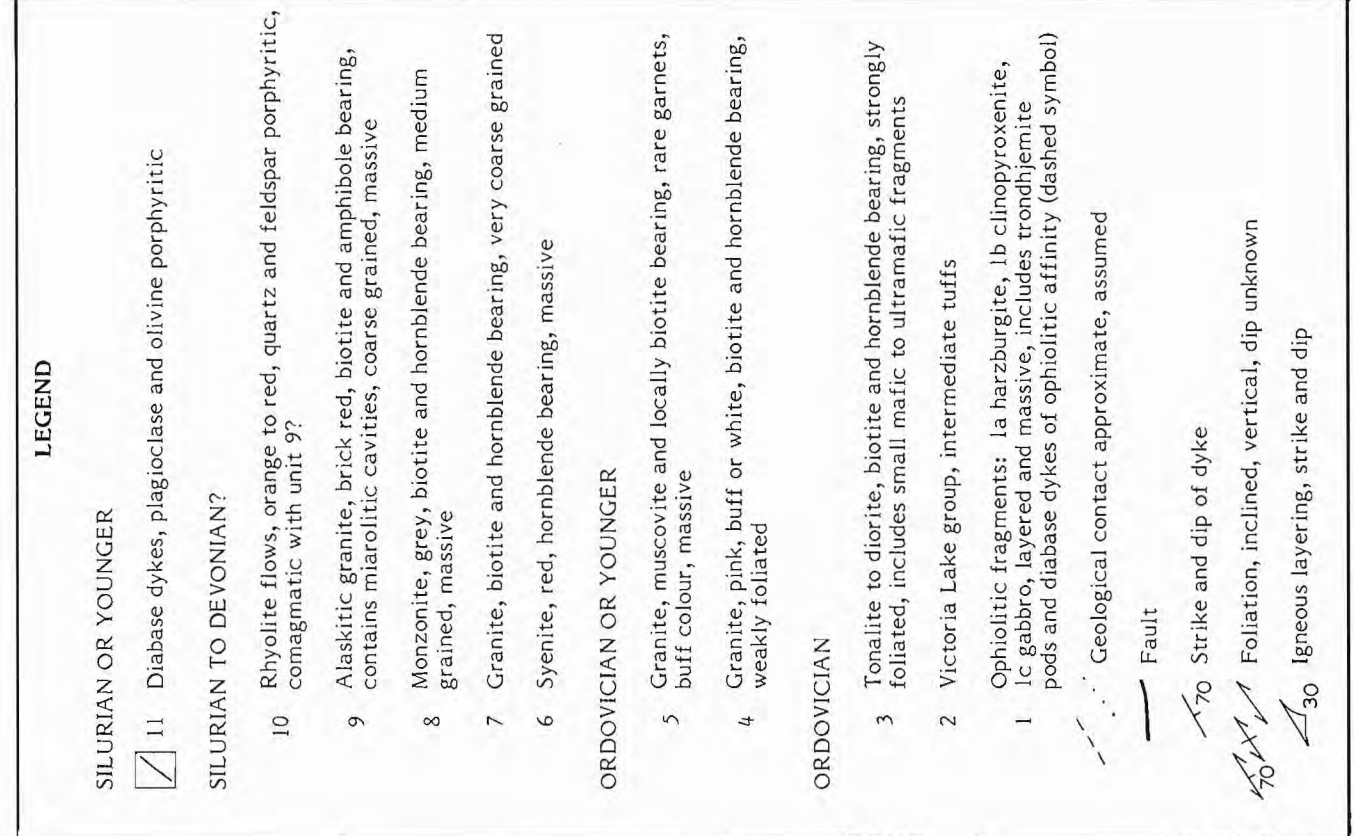 LEGEND
SILURIAN OR YOUNGER
11 Diabase dykes, plagioclase and olivine porphyritic
SILURIAN TO DEVONIAN?
10 Rhyolite flows, orange to red, quartz and feldspar porphyritic,
comagmatic with unit 9?
9 Alaskitic granite, brick red, biotite and amphibole bearing,
contains miarolitic cavities, coarse grained, massive
8 Monzonite, grey, biotite and hornblende bearing, medium
grained, massive
7 Granite, biotite and hornblende bearing, very coarse grained
6 Syenite, red, hornblende bearing, massive
ORDOVICIAN OR YOUNGER
5 Granite, muscovite and locally biotite bearing, rare garnets,
buff colour, massive
4 Granite, pink, buff or white, biotite and hornblende bearing,
weakly foliated
ORDOVICIAN
3 Tonalite to diorite, biotite and hornblende bearing, strongly
foliated, includes small mafic to ultramafic fragments
2 Victoria Lake group, intermediate tuffs
1 Ophiolitic fragments: 1a harzburgite, 1b clinopyroxenite,
1c gabbro, layered and massive, includes trondhjemite
pods and diabase dykes of ophiolitic affinity (dashed symbol)
Geological contact approximate, assumed
Fault
70 Strike and dip of dyke
70 Foliation, inclined, vertical, dip unknown
30 Igneous layering, strike and dip